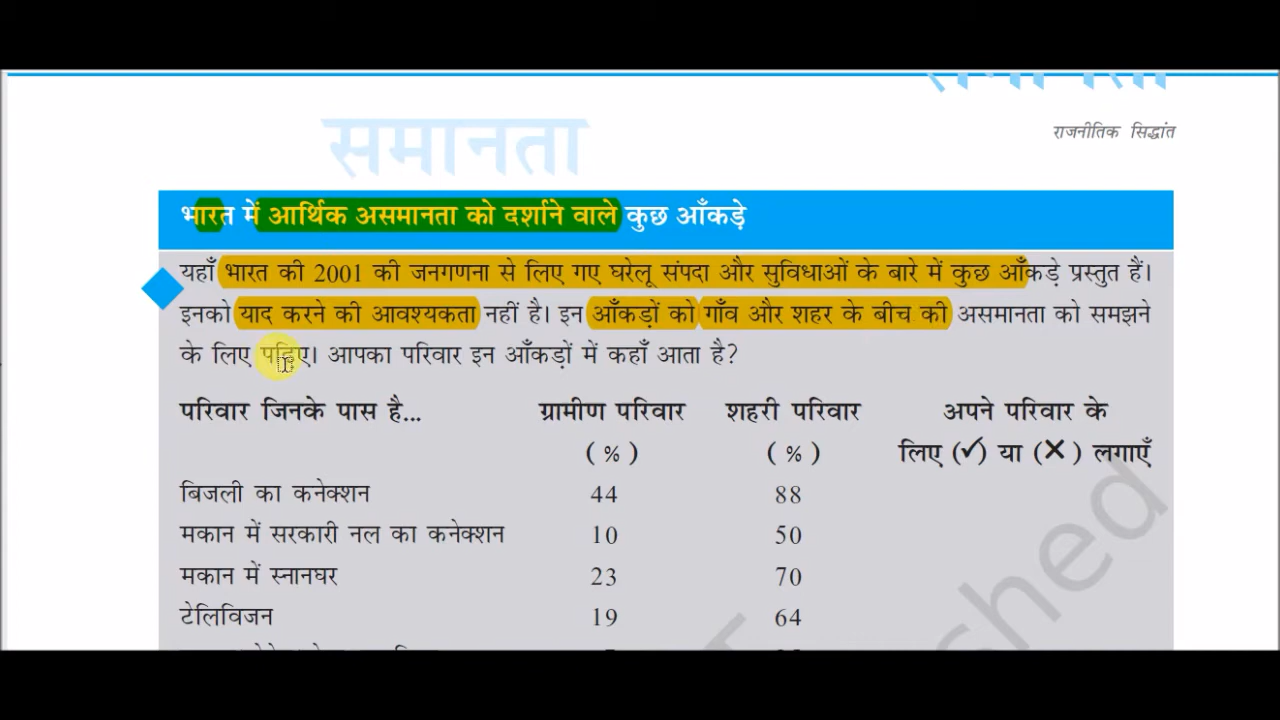 राजनीतिक सिद्धांत
समानता
भारत में आर्थिक असमानता को दर्शाने वाले कुछ आँकड़े
यहाँ भारत की 2001 की जनगणना से लिए गए घरेलू संपदा और सुविधाओं के बारे में कुछ आँकड़े प्रस्तुत हैं।
इनको याद करने की आवश्यकता नहीं है। इन आँकड़ों को गाँव और शहर के बीच की असमानता को समझने
के लिए पढ़िए। आपका परिवार इन आँकड़ों में कहाँ आता है?
परिवार जिनके पास है... ग्रामीण परिवार शहरी परिवार अपने परिवार के
( % ) ( % ) लिए (✓) या (✕) लगाएँ
बिजली का कनेक्शन 44 88
मकान में सरकारी नल का कनेक्शन 10 50
मकान में स्नानघर 23 70
टेलिविजन 19 64
shed